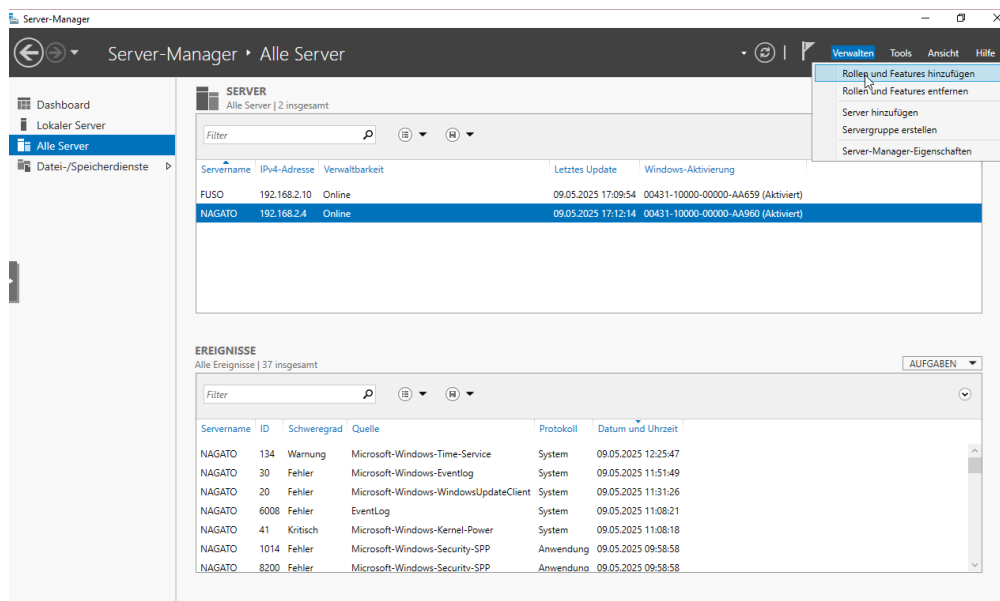 Server-Manager
Server-Manager • Alle Server
Verwalten Tools Ansicht Hilfe
Rollen und Features hinzufügen
Rollen und Features entfernen
Server hinzufügen
Servergruppe erstellen
Server-Manager-Eigenschaften
Dashboard
Lokaler Server
Alle Server
Datei-/Speicherdienste
SERVER
Alle Server | 2 insgesamt
Filter
Servername IPv4-Adresse Verwaltbarkeit Letztes Update Windows-Aktivierung
FUSO 192.168.2.10 Online 09.05.2025 17:09:54 00431-10000-00000-AA659 (Aktiviert)
NAGATO 192.168.2.4 Online 09.05.2025 17:12:14 00431-10000-00000-AA960 (Aktiviert)
EREIGNISSE
Alle Ereignisse | 37 insgesamt
AUFGABEN
Filter
Servername ID Schweregrad Quelle Protokoll Datum und Uhrzeit
NAGATO 134 Warnung Microsoft-Windows-Time-Service System 09.05.2025 12:25:47
NAGATO 30 Fehler Microsoft-Windows-Eventlog System 09.05.2025 11:51:49
NAGATO 20 Fehler Microsoft-Windows-WindowsUpdateClient System 09.05.2025 11:31:26
NAGATO 6008 Fehler EventLog System 09.05.2025 11:08:21
NAGATO 41 Kritisch Microsoft-Windows-Kernel-Power System 09.05.2025 11:08:18
NAGATO 1014 Fehler Microsoft-Windows-Security-SPP Anwendung 09.05.2025 09:58:58
NAGATO 8200 Fehler Microsoft-Windows-Security-SPP Anwendung 09.05.2025 09:58:58